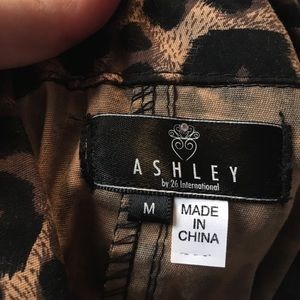 ASHLEY
by 26 International
M
MADE
IN
CHINA